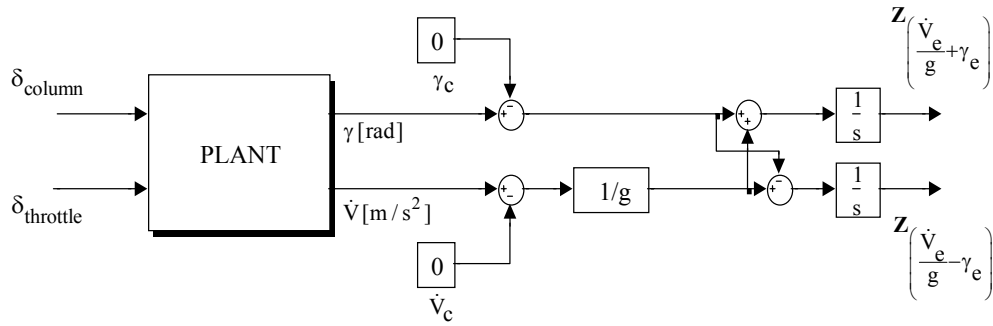 Z(V̇e/g+γe)
0
γc
δcolumn
- + + + 1/s
γ[rad]
PLANT
- 1/s
δthrottle
+ - 1/g +
V̇[m/s²]
0
V̇c
Z(V̇e/g−γe)